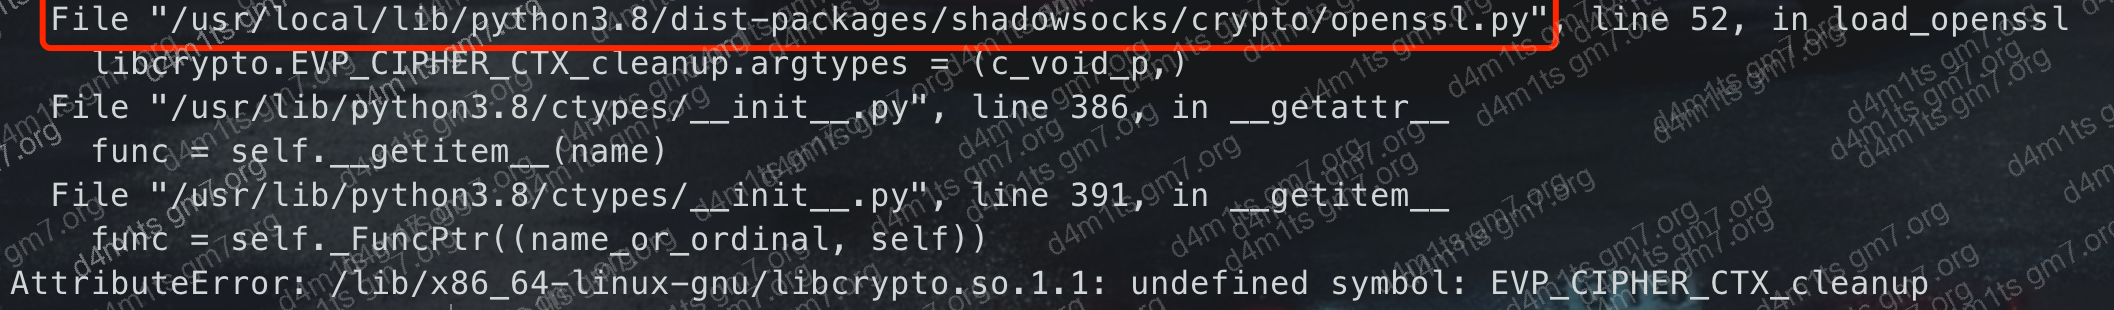 File "/usr/local/lib/python3.8/dist-packages/shadowsocks/crypto/openssl.py", line 52, in load_openssl
libcrypto.EVP_CIPHER_CTX_cleanup.argtypes = (c_void_p,)
File "/usr/lib/python3.8/ctypes/__init__.py", line 386, in __getattr__
func = self.__getitem__(name)
File "/usr/lib/python3.8/ctypes/__init__.py", line 391, in __getitem__
func = self._FuncPtr((name_or_ordinal, self))
AttributeError: /lib/x86_64-linux-gnu/libcrypto.so.1.1: undefined symbol: EVP_CIPHER_CTX_cleanup
d4m1ts gm7.org